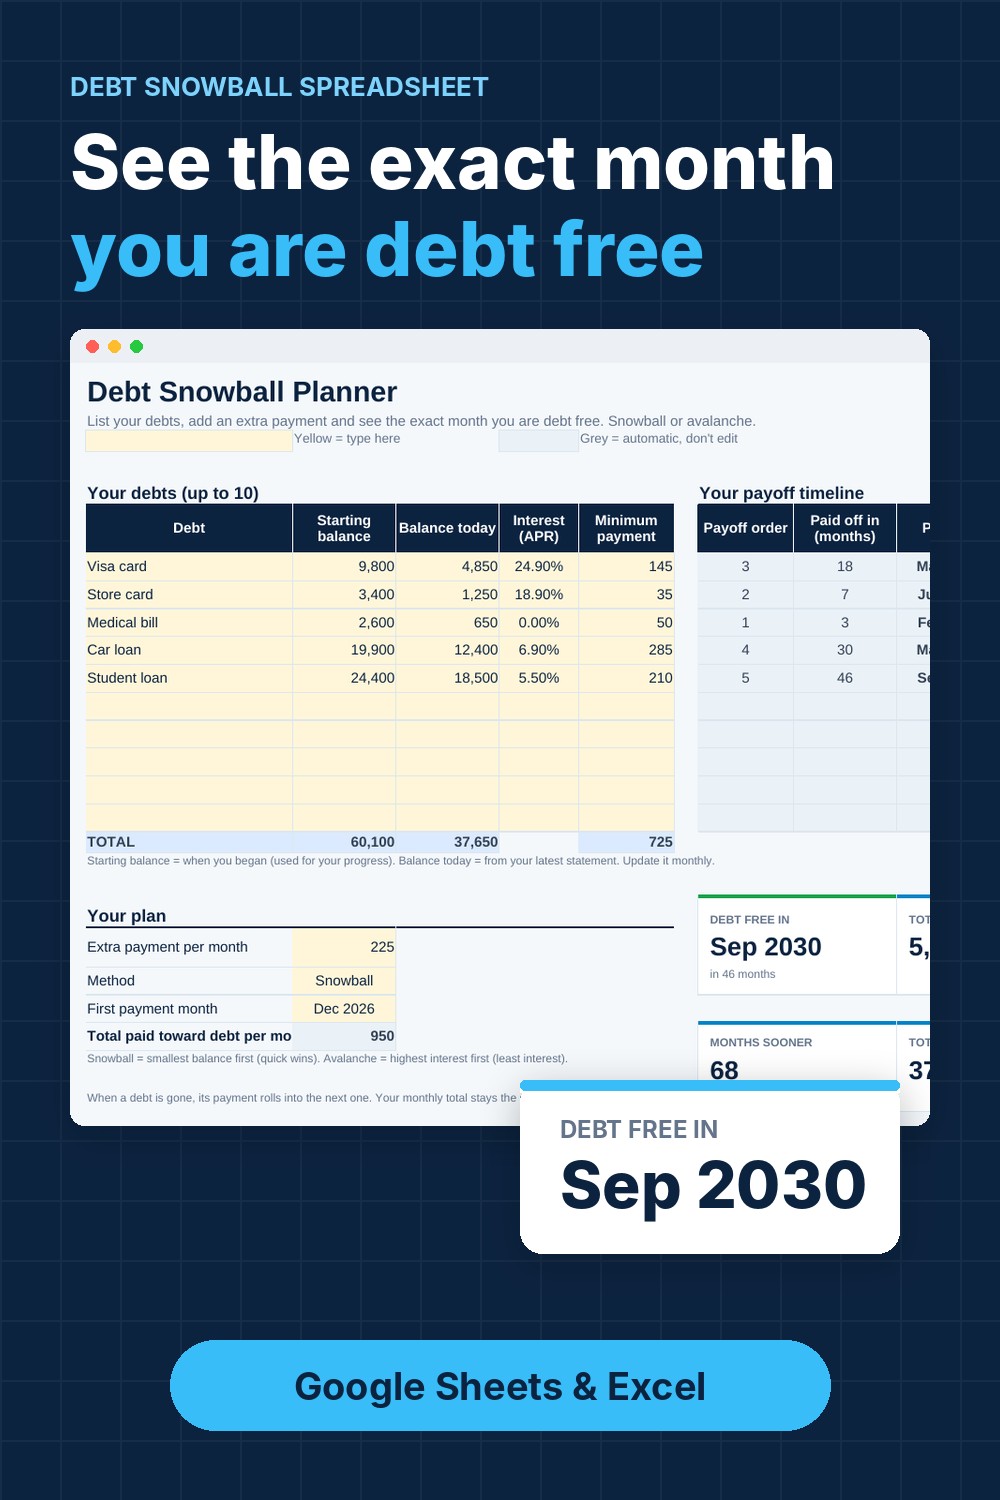 DEBT SNOWBALL SPREADSHEET
See the exact month
you are debt free
Debt Snowball Planner
List your debts, add an extra payment and see the exact month you are debt free. Snowball or avalanche.
Yellow = type here
Grey = automatic, don't edit
Your debts (up to 10)
Debt Starting balance Balance today Interest (APR) Minimum payment
Visa card 9,800 4,850 24.90% 145
Store card 3,400 1,250 18.90% 35
Medical bill 2,600 650 0.00% 50
Car loan 19,900 12,400 6.90% 285
Student loan 24,400 18,500 5.50% 210
TOTAL 60,100 37,650 725
Starting balance = when you began (used for your progress). Balance today = from your latest statement. Update it monthly.
Your payoff timeline
Payoff order Paid off in (months) P
3 18 Ma
2 7 Ju
1 3 Fe
4 30 Ma
5 46 Se
Your plan
Extra payment per month 225
Method Snowball
First payment month Dec 2026
Total paid toward debt per mo 950
Snowball = smallest balance first (quick wins). Avalanche = highest interest first (least interest).
When a debt is gone, its payment rolls into the next one. Your monthly total stays the
DEBT FREE IN
Sep 2030
in 46 months
TOT
5,
MONTHS SOONER
68
TOT
37
DEBT FREE IN
Sep 2030
Google Sheets & Excel